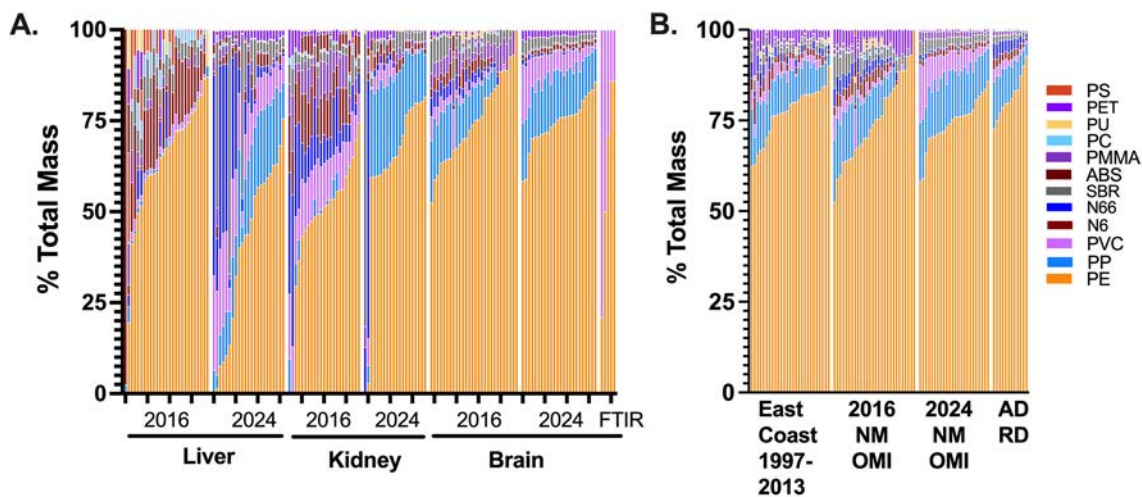 A.
% Total Mass
100
75
50
25
0
2016 2024 2016 2024 2016 2024 FTIR
Liver Kidney Brain
B.
% Total Mass
100
75
50
25
0
East 2016 2024 AD
Coast NM NM RD
1997- OMI OMI
2013
PS
PET
PU
PC
PMMA
ABS
SBR
N66
N6
PVC
PP
PE